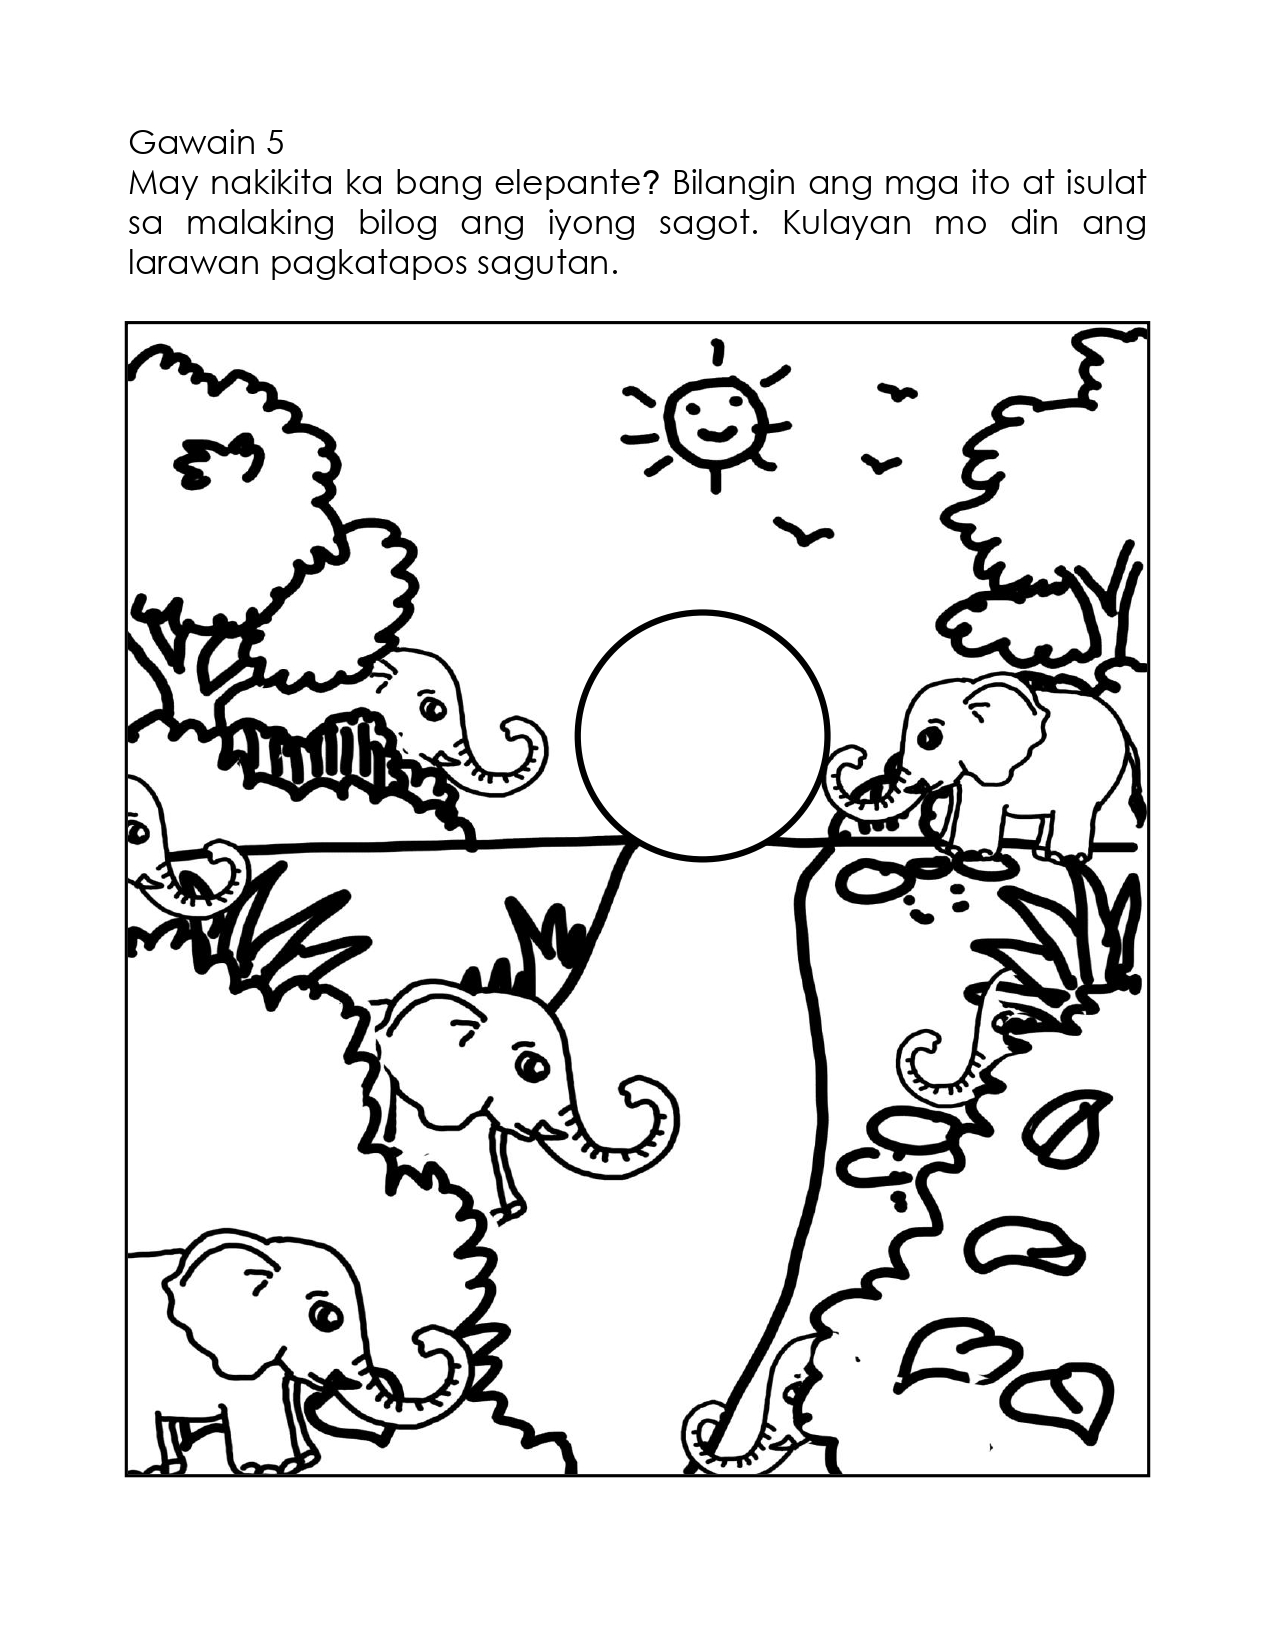 Gawain 5
May nakikita ka bang elepante? Bilangin ang mga ito at isulat
sa malaking bilog ang iyong sagot. Kulayan mo din ang
larawan pagkatapos sagutan.